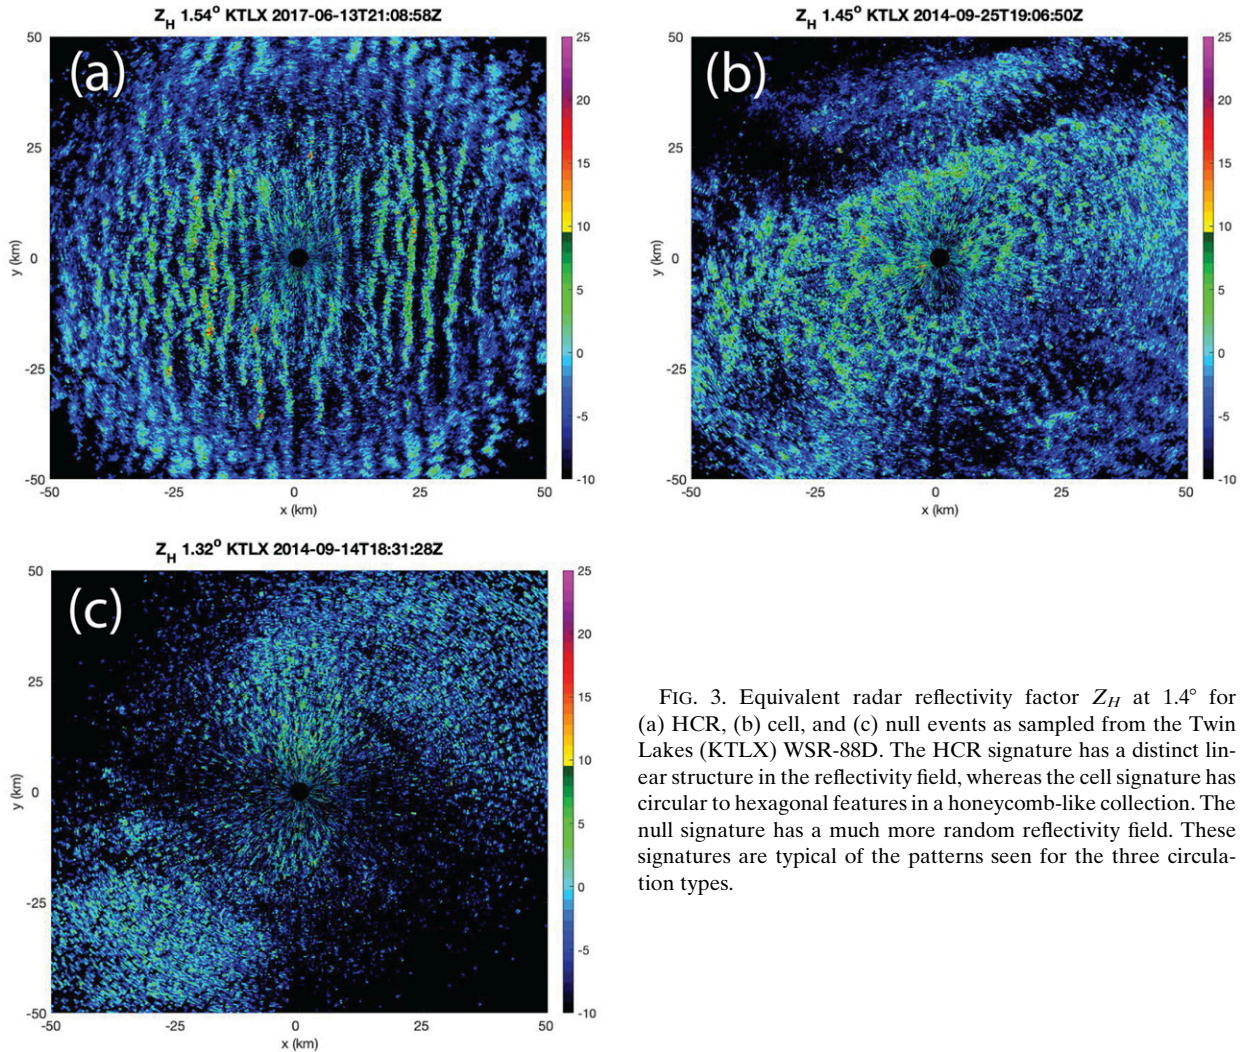 Z_H 1.54° KTLX 2017-06-13T21:08:58Z
(a)
50
25
0
-25
-50
y (km)
-50 -25 0 25 50
x (km)
25
20
15
10
5
0
-5
-10
Z_H 1.45° KTLX 2014-09-25T19:06:50Z
(b)
50
25
0
-25
-50
y (km)
-50 -25 0 25 50
x (km)
25
20
15
10
5
0
-5
-10
Z_H 1.32° KTLX 2014-09-14T18:31:28Z
(c)
50
25
0
-25
-50
y (km)
-50 -25 0 25 50
x (km)
25
20
15
10
5
0
-5
-10
FIG. 3. Equivalent radar reflectivity factor Z_H at 1.4° for
(a) HCR, (b) cell, and (c) null events as sampled from the Twin
Lakes (KTLX) WSR-88D. The HCR signature has a distinct lin-
ear structure in the reflectivity field, whereas the cell signature has
circular to hexagonal features in a honeycomb-like collection. The
null signature has a much more random reflectivity field. These
signatures are typical of the patterns seen for the three circula-
tion types.